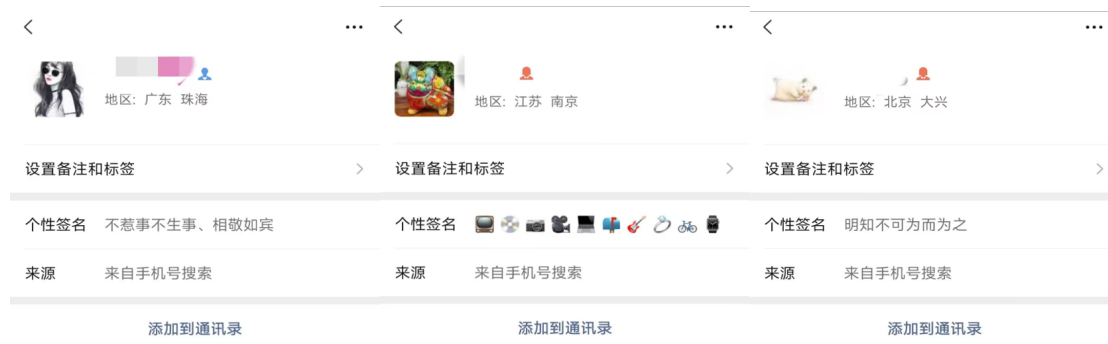 地区: 广东 珠海
设置备注和标签
个性签名 不惹事不生事、相敬如宾
来源 来自手机号搜索
添加到通讯录
地区: 江苏 南京
设置备注和标签
个性签名
来源 来自手机号搜索
添加到通讯录
地区: 北京 大兴
设置备注和标签
个性签名 明知不可为而为之
来源 来自手机号搜索
添加到通讯录